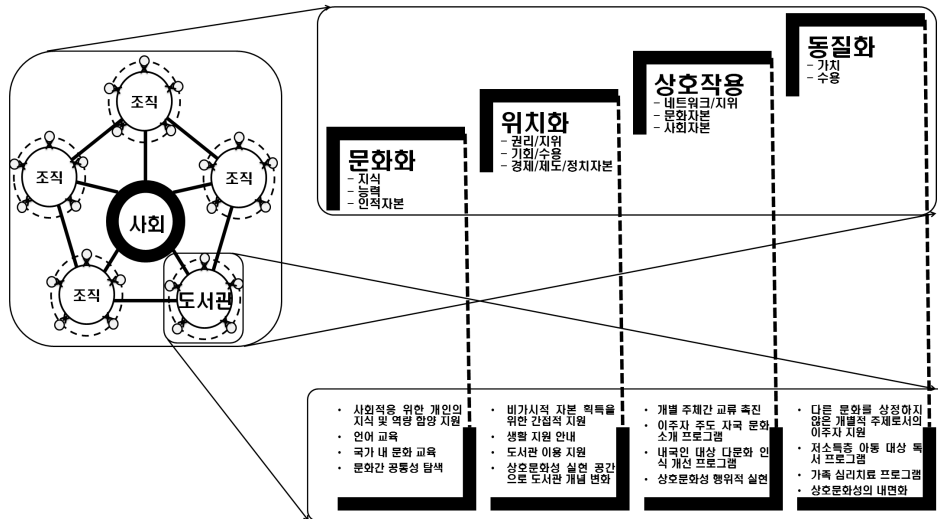 조직
조직
조직
사회
조직
도서관
문화화
– 지식
– 능력
– 인적자본
위치화
– 권리/지위
– 기회/수용
– 경제/제도/정치자본
상호작용
– 네트워크/지위
– 문화자본
– 사회자본
동질화
– 가치
– 수용
• 사회적응 위한 개인의
지식 및 역량 함양 지원
• 언어 교육
• 국가 내 문화 교육
• 문화간 공통성 탐색
• 비가시적 자본 획득을
위한 간접적 지원
• 생활 지원 안내
• 도서관 이용 지원
• 상호문화성 실현 공간
으로 도서관 개념 변화
• 개별 주체간 교류 촉진
• 이주자 주도 자국 문화
소개 프로그램
• 내국인 대상 다문화 인
식 개선 프로그램
• 상호문화성 행위적 실현
• 다른 문화를 상정하지
않은 개별적 주체로서의
이주자 지원
• 저소득층 아동 대상 독
서 프로그램
• 가족 심리치료 프로그램
• 상호문화성의 내면화